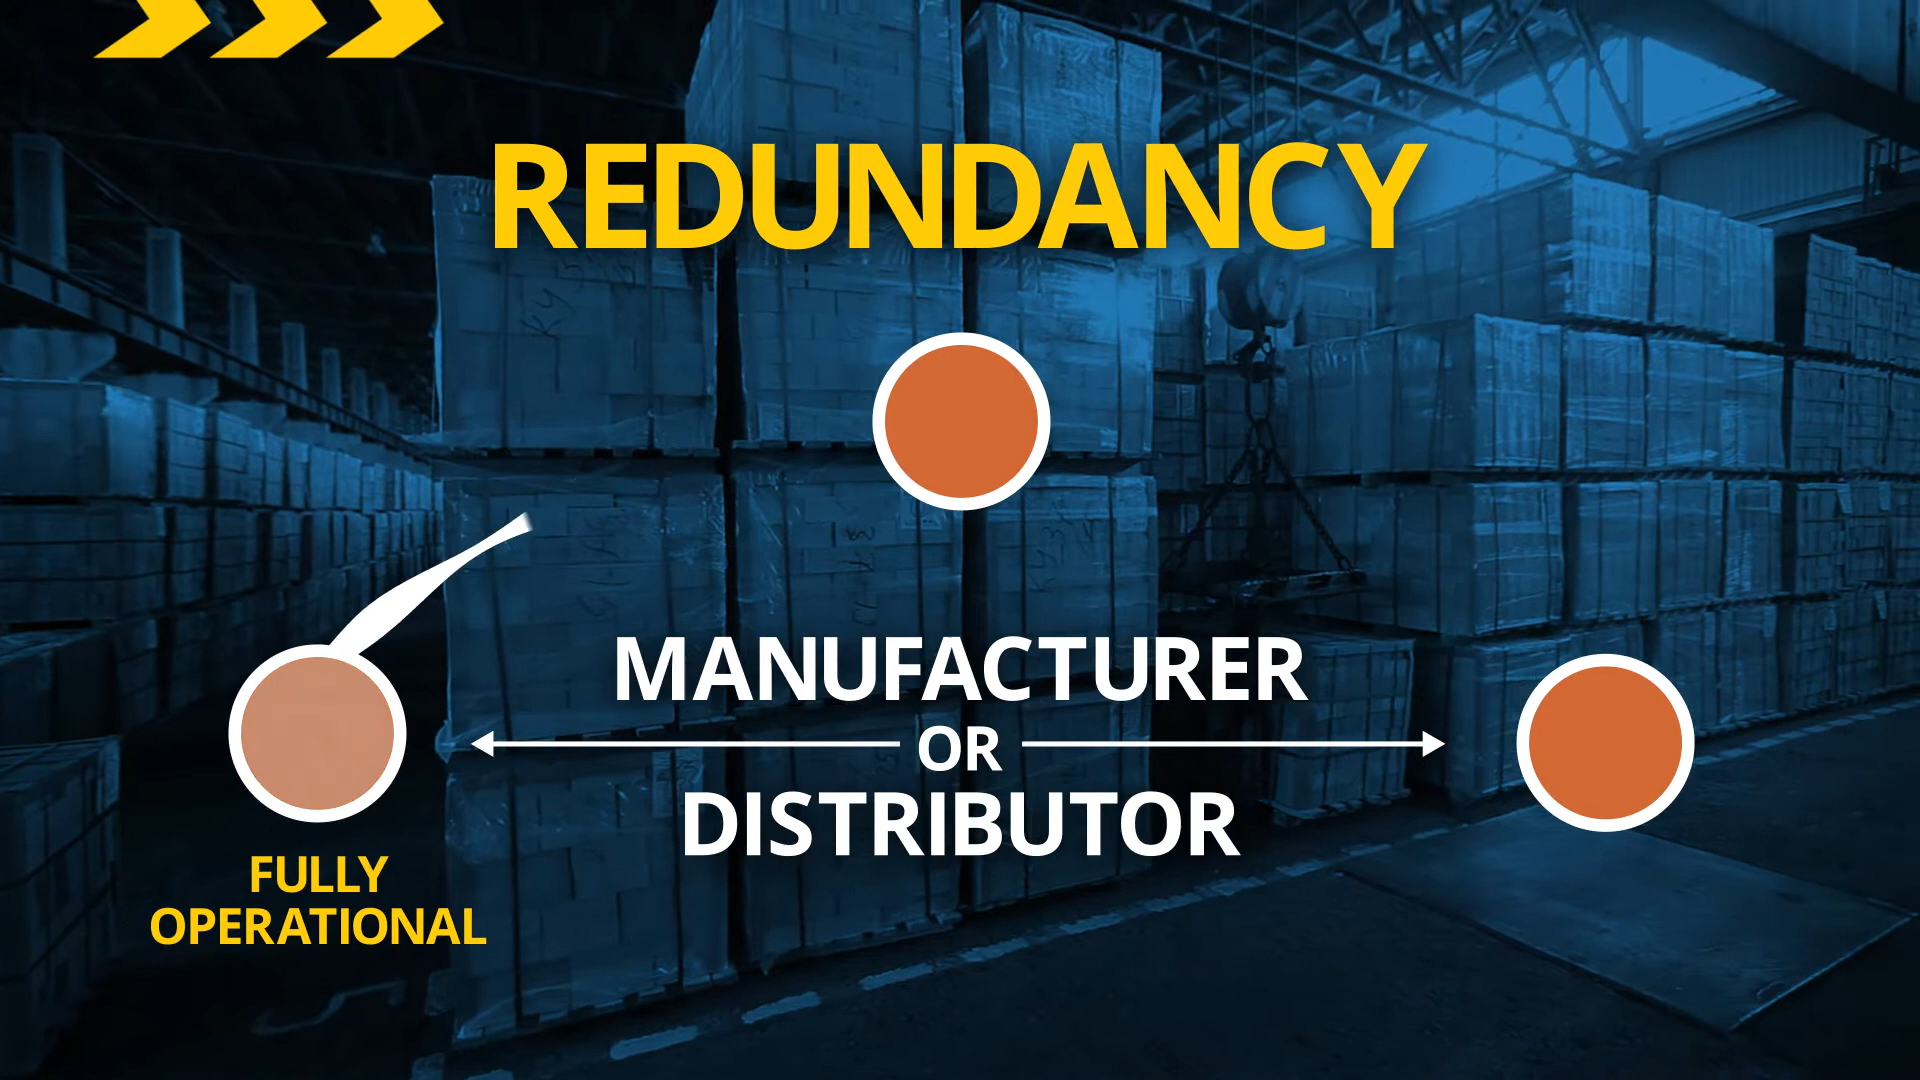 REDUNDANCY
MANUFACTURER
OR
DISTRIBUTOR
FULLY
OPERATIONAL